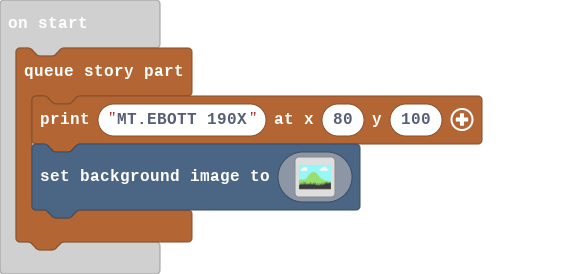 on start
queue story part
print "MT.EBOTT 190X" at x 80 y 100
set background image to